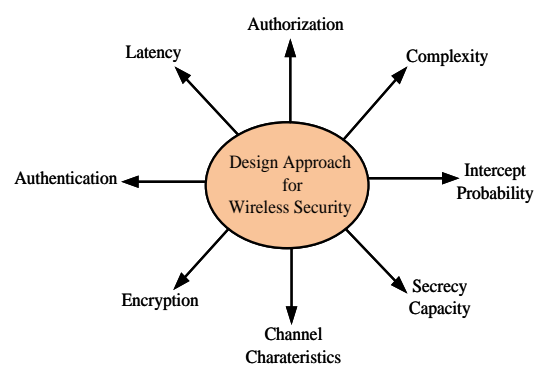 Authorization
Latency
Complexity
Design Approach
for
Wireless Security
Authentication
Intercept
Probability
Encryption
Secrecy
Capacity
Channel
Charateristics